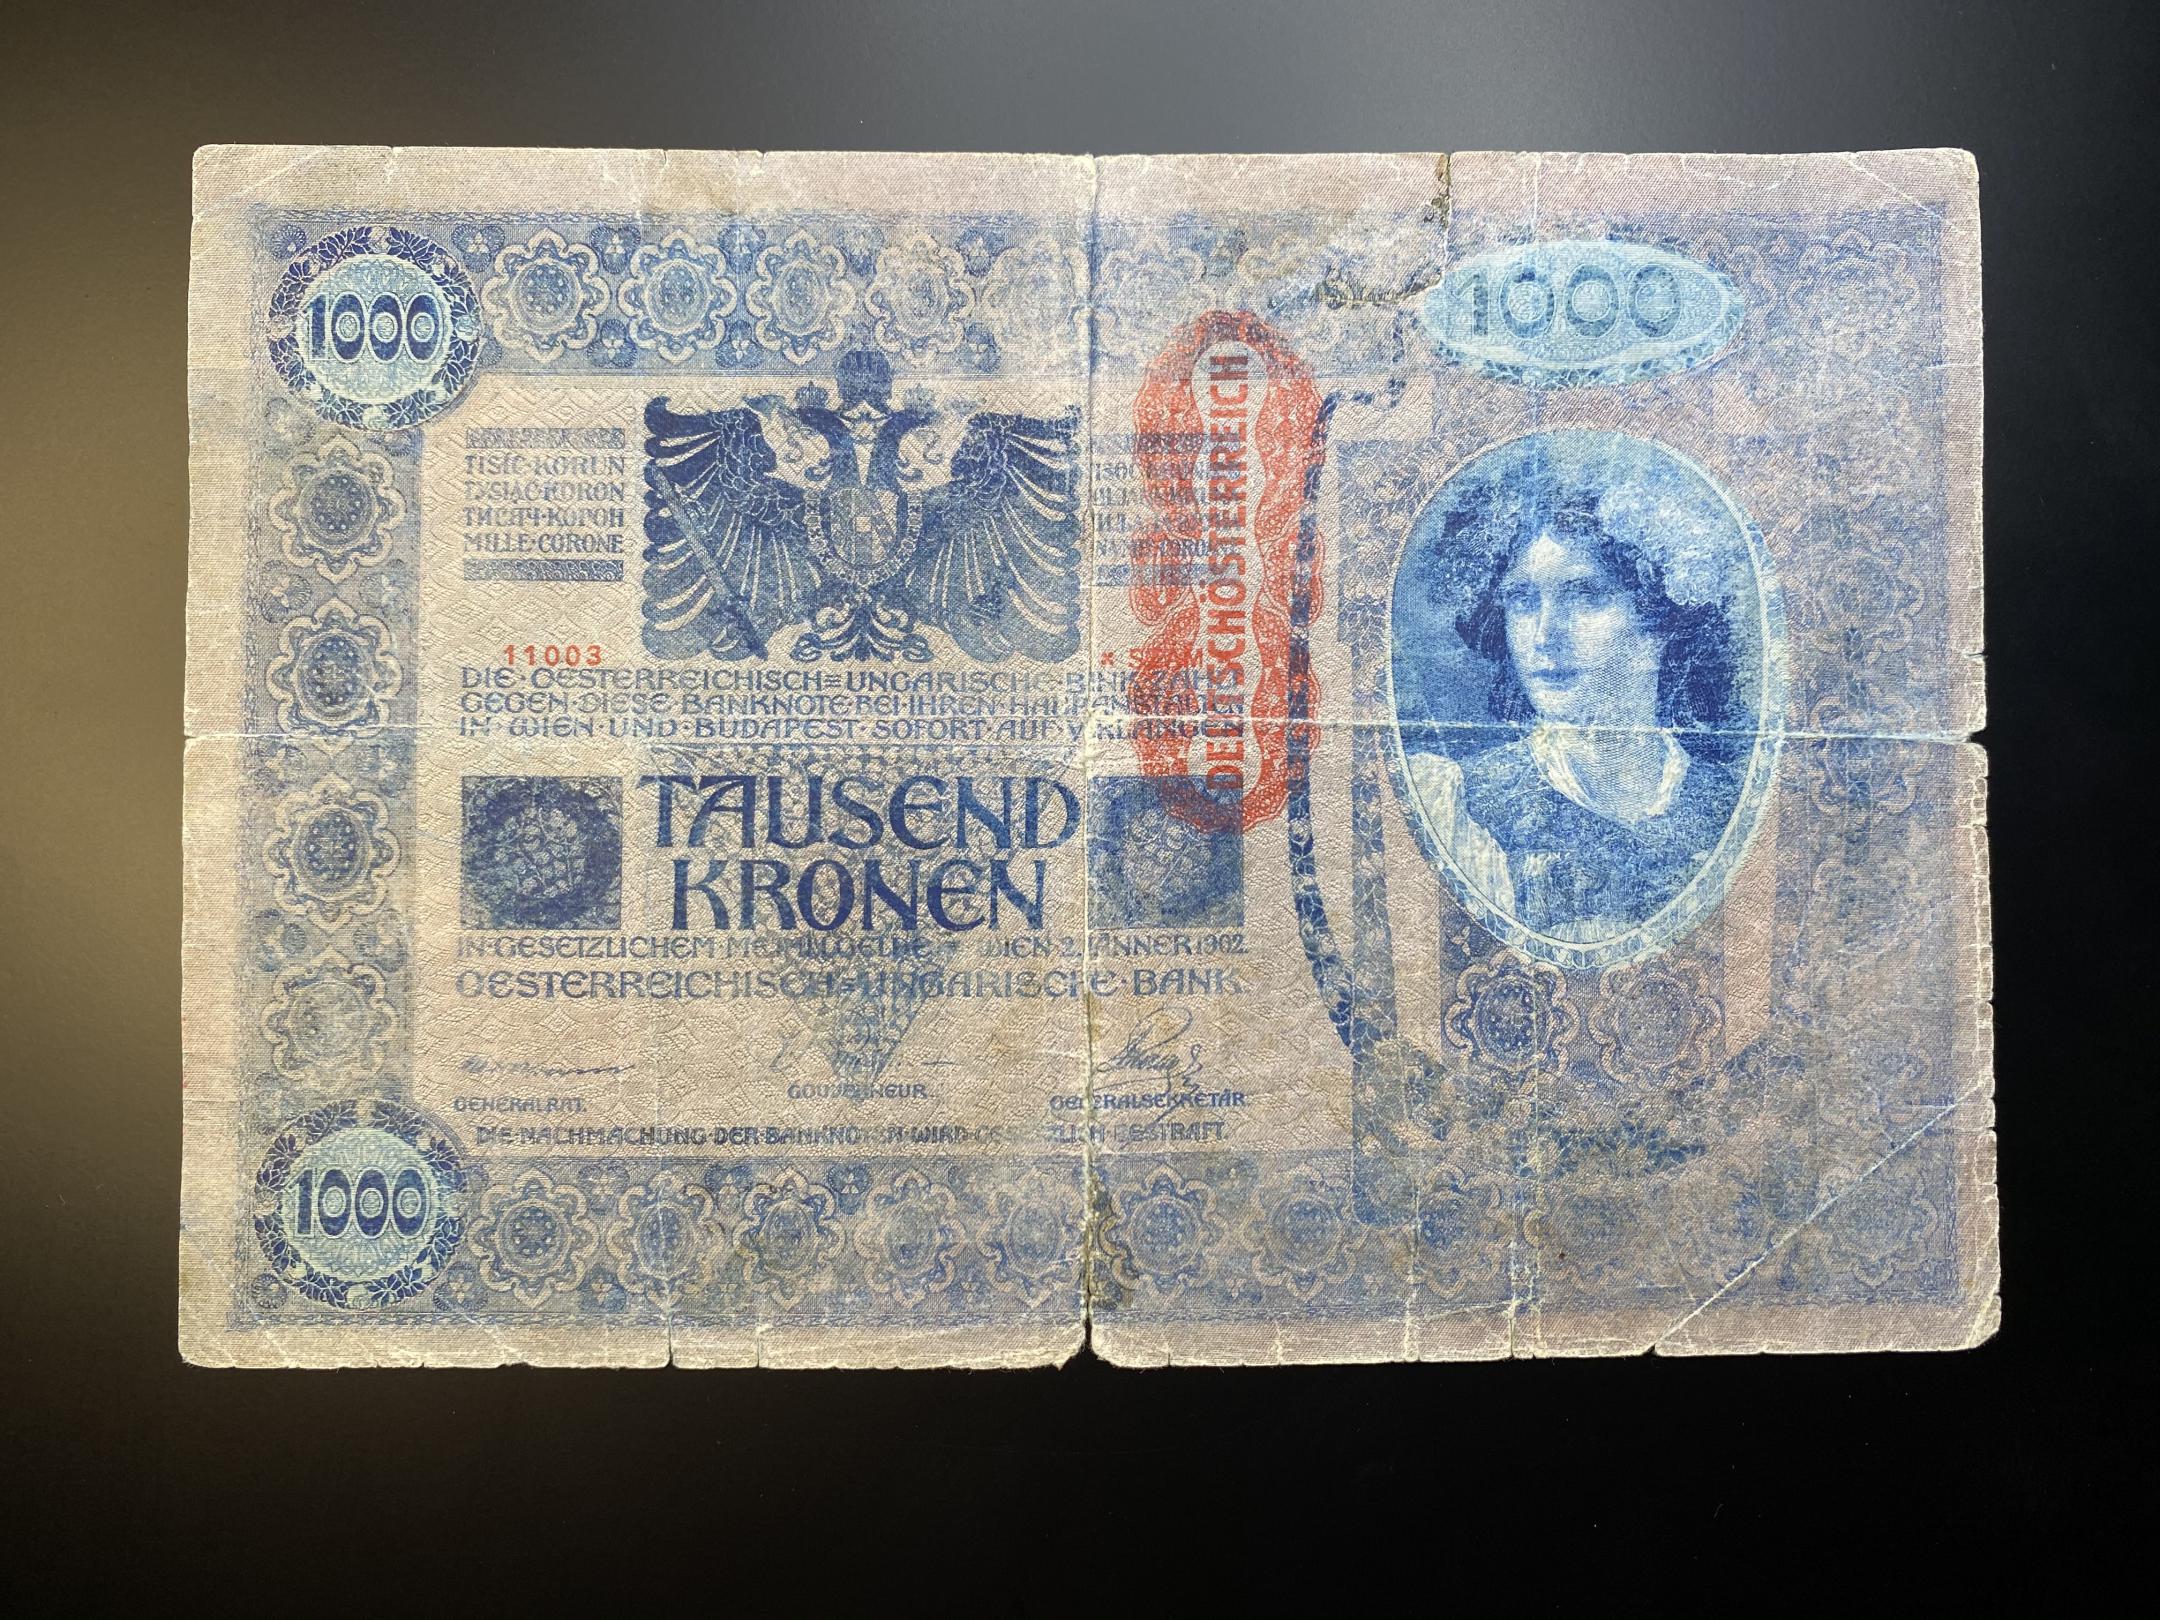 1000
1000
TISÍC·KORUN
TYSIĄC·KORON
ТИСЯЧ·КОРОН
MILLE·CORONE
DEUTSCHÖSTERREICH
11003
DIE·OESTERREICHISCH=UNGARISCHE·BANK·ZAHLT
GEGEN·DIESE·BANKNOTE·BEI·IHREN·HAUPTANSTALTEN
IN·WIEN·UND·BUDAPEST·SOFORT·AUF·VERLANGEN
TAUSEND
KRONEN
IN·GESETZLICHEM·METALLGELDE WIEN·2.JÄNNER·1902.
OESTERREICHISCH=UNGARISCHE·BANK.
GENERALRAT.
GOUVERNEUR.
GENERALSEKRETÄR.
DIE·NACHMACHUNG·DER·BANKNOTEN·WIRD·GESETZLICH·BESTRAFT.
1000